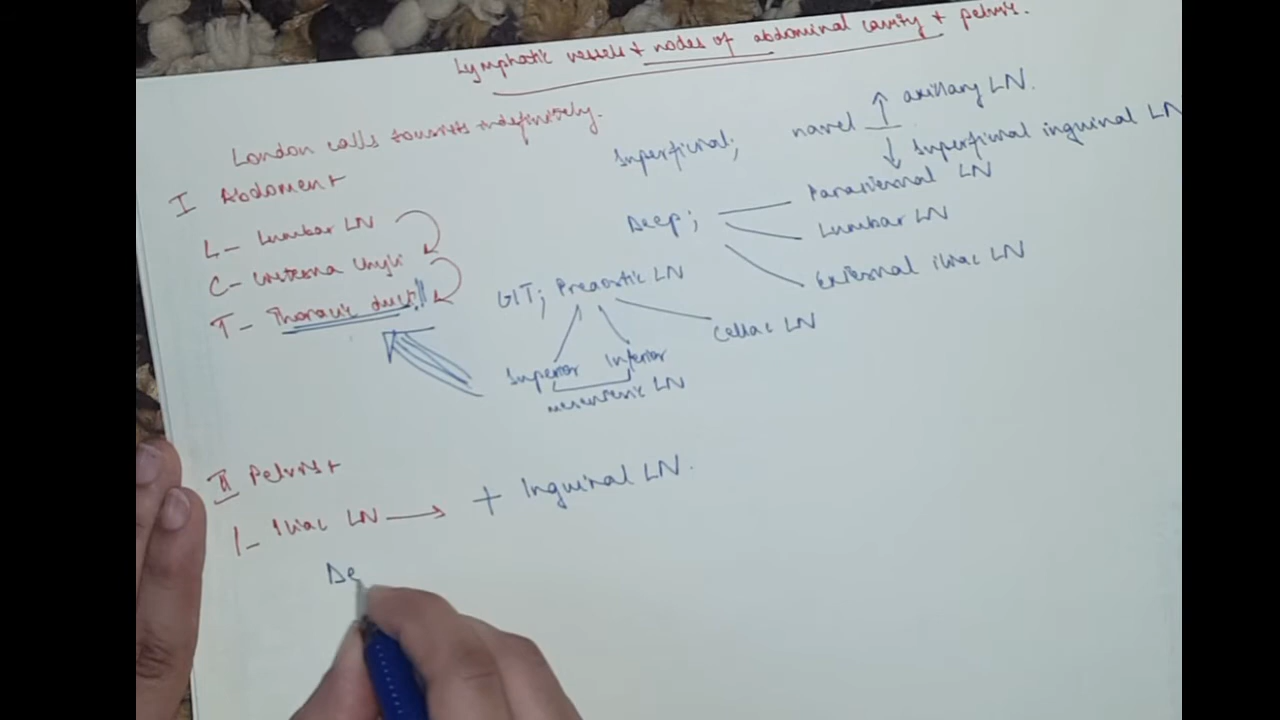 Lymphatic vessels + nodes of abdominal cavity + pelvis.
London calls tourists indefinitely.
I Abdoment
L- Lumbar LN
C- Cisterna chyli
T- Thoracic duct!!
Superficial;
navel
axillary LN.
Superficial inguinal LN
Deep;
Parasternal LN
Lumbar LN
External iliac LN
GIT; Preaortic LN
Superior Inferior
mesenteric LN
Celiac LN
II Pelvis+
I- Iliac LN → + Inguinal LN.
De